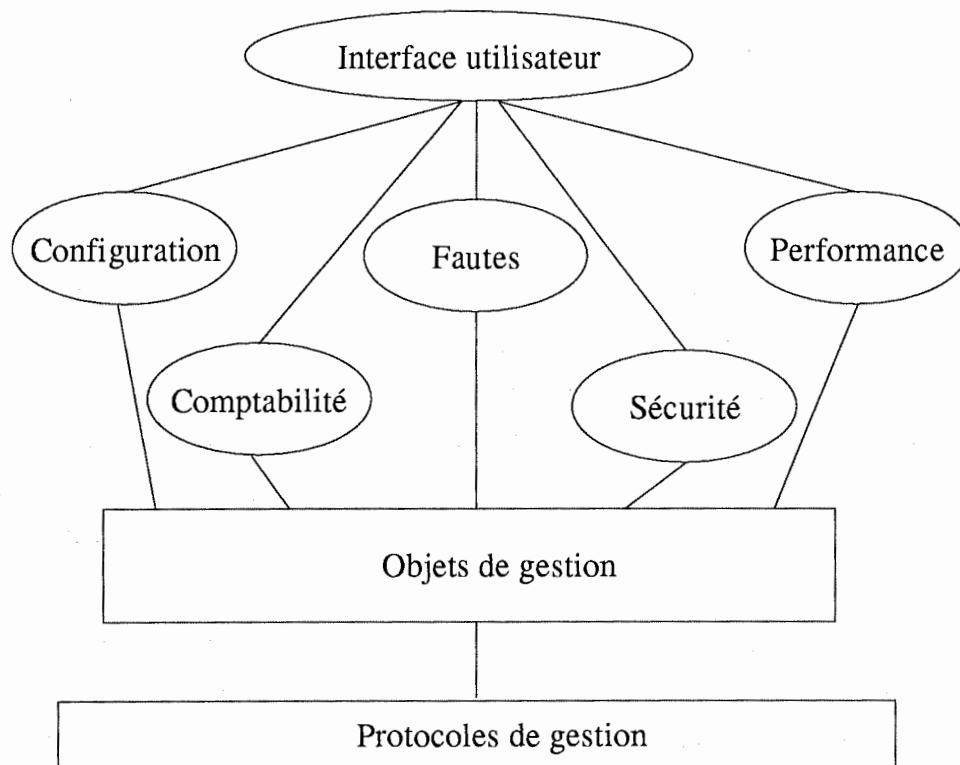 Interface utilisateur
Configuration
Fautes
Performance
Comptabilité
Sécurité
Objets de gestion
Protocoles de gestion